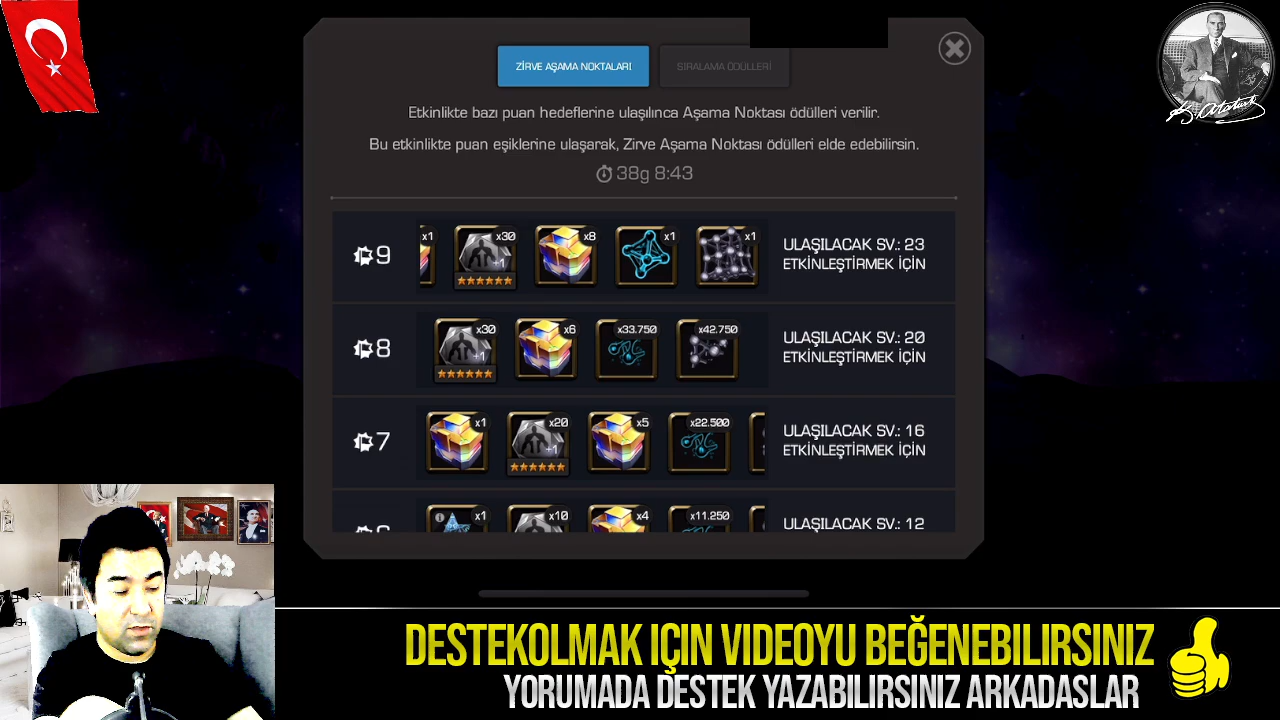 ZİRVE AŞAMA NOKTALARI
SIRALAMA ÖDÜLLERİ
Etkinlikte bazı puan hedeflerine ulaşılınca Aşama Noktası ödülleri verilir.
Bu etkinlikte puan eşiklerine ulaşarak, Zirve Aşama Noktası ödülleri elde edebilirsin.
38g 8:43
9
x1
x30
+1
x8
x1
x1
ULAŞILACAK SV.: 23
ETKİNLEŞTİRMEK İÇİN
8
x30
+1
x6
x33.750
x42.750
ULAŞILACAK SV.: 20
ETKİNLEŞTİRMEK İÇİN
7
x1
x20
+1
x5
x22.500
ULAŞILACAK SV.: 16
ETKİNLEŞTİRMEK İÇİN
x1
x10
x4
x11.250
ULAŞILACAK SV.: 12
K. Atatürk
DESTEKOLMAK IÇIN VIDEOYU BEĞENEBILIRSINIZ
YORUMADA DESTEK YAZABILIRSINIZ ARKADASLAR